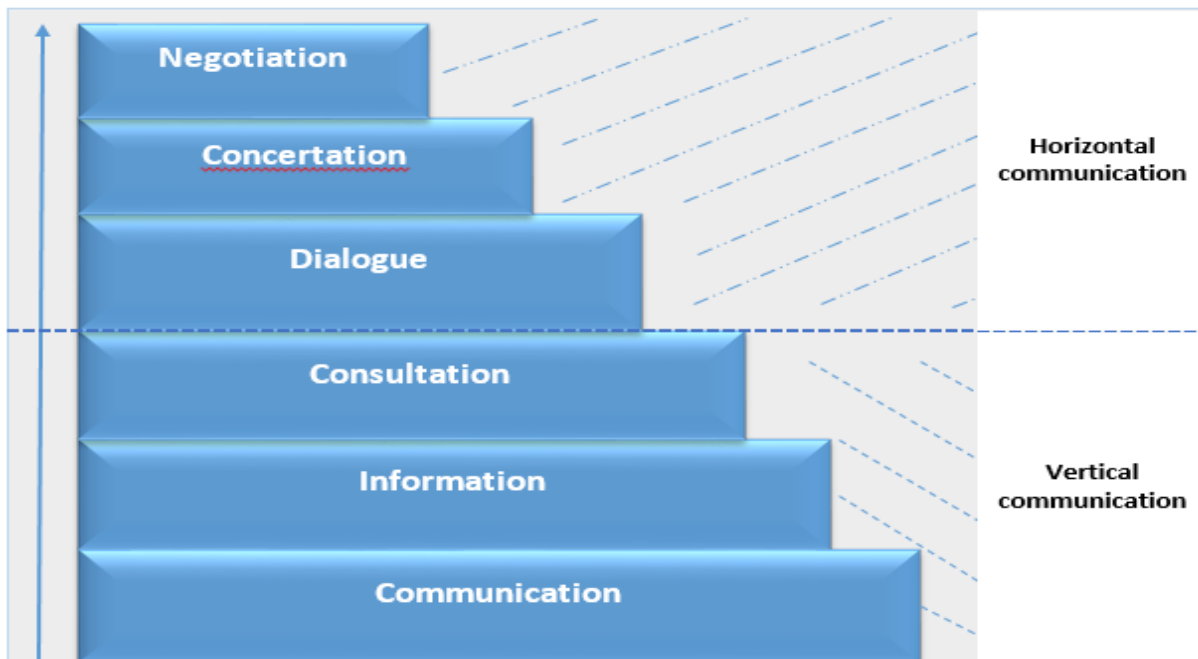 Negotiation
Concertation
Dialogue
Consultation
Information
Communication
Horizontal
communication
Vertical
communication